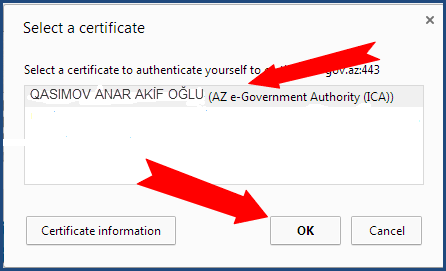 Select a certificate
Select a certificate to authenticate yourself to gov.az:443
QASIMOV ANAR AKİF OĞLU (AZ e-Government Authority (ICA))
Certificate information
OK
Cancel